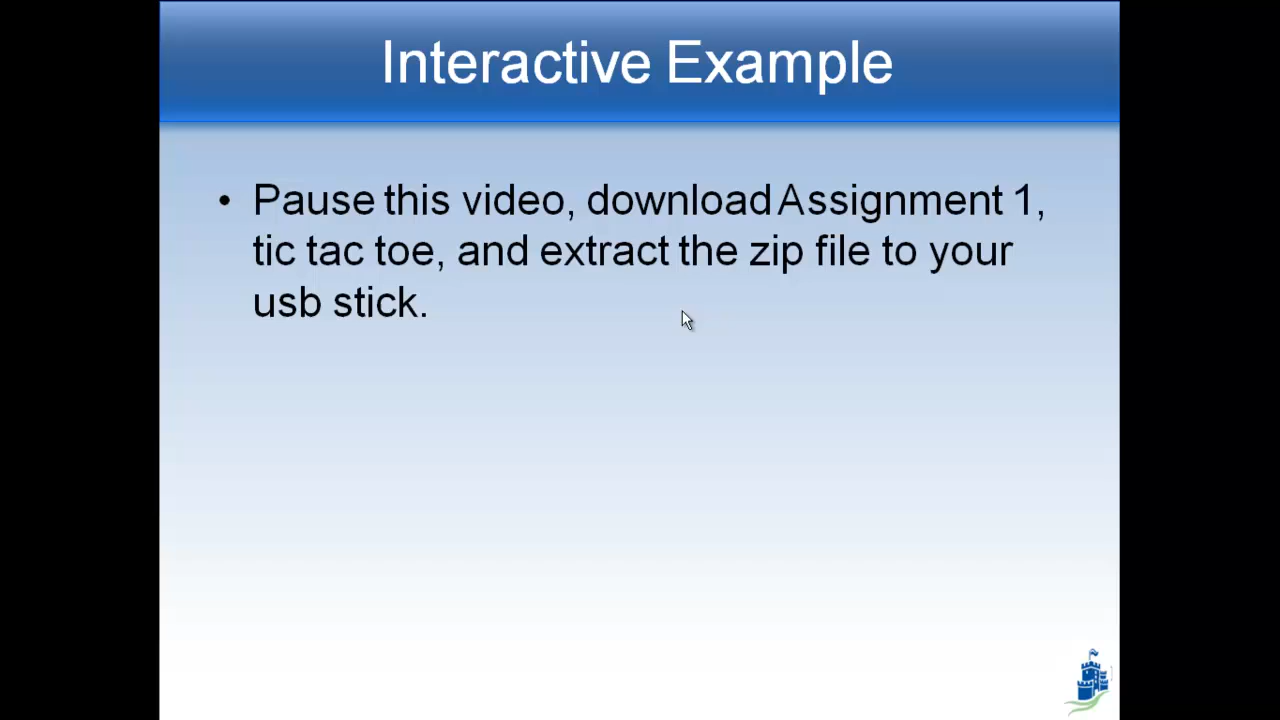 Interactive Example
• Pause this video, download Assignment 1,
tic tac toe, and extract the zip file to your
usb stick.